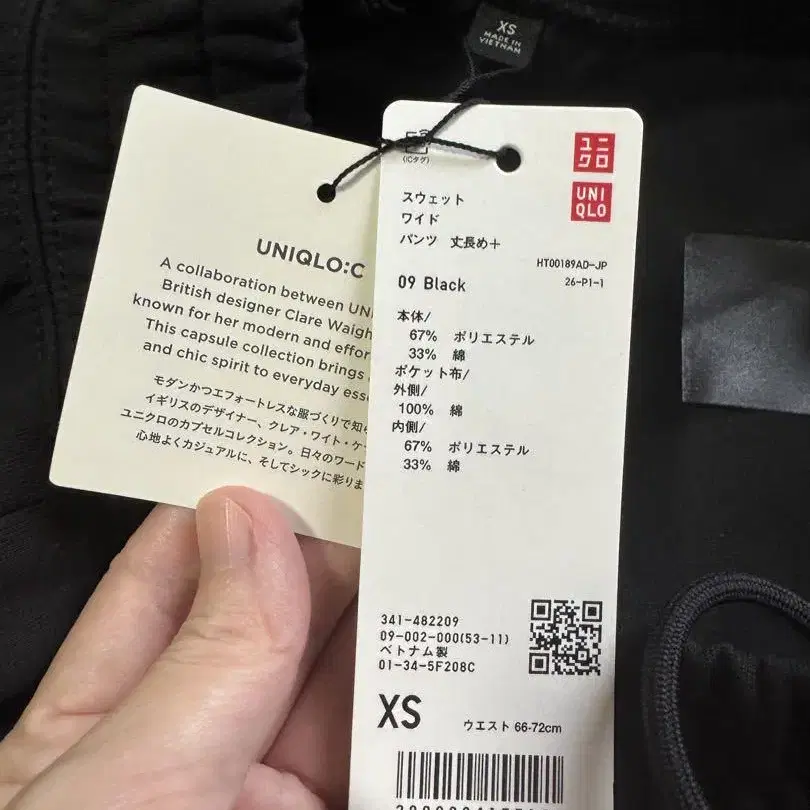 XS
MADE IN
VIETNAM
UNIQLO:C
A collaboration between
British designer Clare
known for her modern and
This capsule collection brings
and chic spirit to everyday
モダンかつエフォートレスな服づくりで
イギリスのデザイナー、クレア・ワイト・
ユニクロのカプセルコレクション。日々のワード
心地よくカジュアルに、そしてシックに彩りま
(ICタグ)
ユニ
クロ
UNI
QLO
スウェット
ワイド
パンツ 丈長め+
HT00189AD-JP
26-P1-1
09 Black
本体/
67% ポリエステル
33% 綿
ポケット布/
外側/
100% 綿
内側/
67% ポリエステル
33% 綿
341-482209
09-002-000(53-11)
ベトナム製
01-34-5F208C
XS
ウエスト 66-72cm